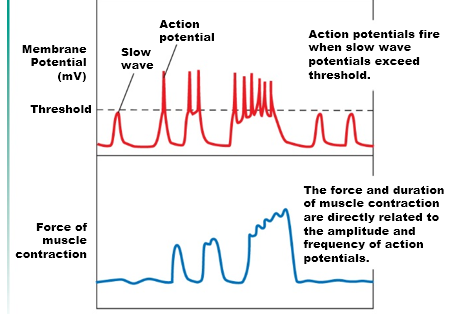 Action
potential
Slow
wave
Membrane
Potential
(mV)
Threshold
Action potentials fire
when slow wave
potentials exceed
threshold.
Force of
muscle
contraction
The force and duration
of muscle contraction
are directly related to
the amplitude and
frequency of action
potentials.